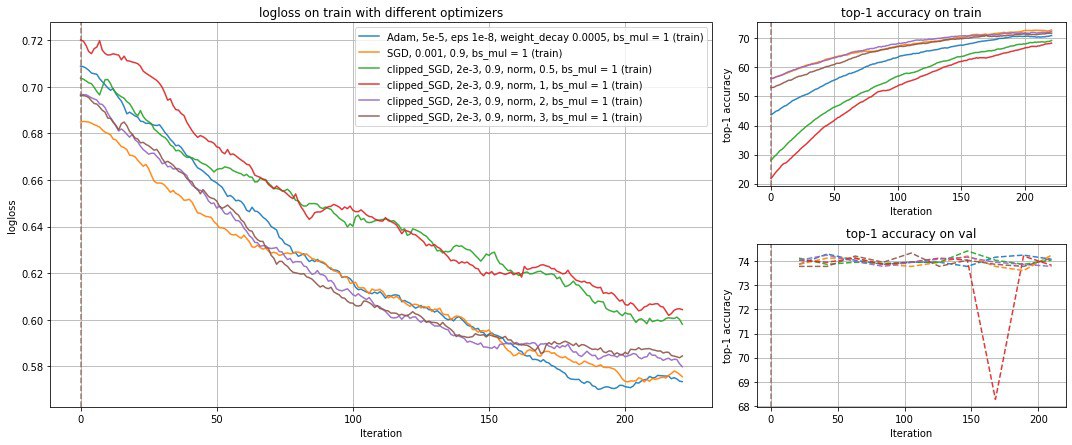 logloss on train with different optimizers
logloss
0.72
0.70
0.68
0.66
0.64
0.62
0.60
0.58
Adam, 5e-5, eps 1e-8, weight_decay 0.0005, bs_mul = 1 (train)
SGD, 0.001, 0.9, bs_mul = 1 (train)
clipped_SGD, 2e-3, 0.9, norm, 0.5, bs_mul = 1 (train)
clipped_SGD, 2e-3, 0.9, norm, 1, bs_mul = 1 (train)
clipped_SGD, 2e-3, 0.9, norm, 2, bs_mul = 1 (train)
clipped_SGD, 2e-3, 0.9, norm, 3, bs_mul = 1 (train)
0 50 100 150 200
Iteration
top-1 accuracy on train
top-1 accuracy
70
60
50
40
30
20
0 50 100 150 200
Iteration
top-1 accuracy on val
top-1 accuracy
74
73
72
71
70
69
68
0 50 100 150 200
Iteration